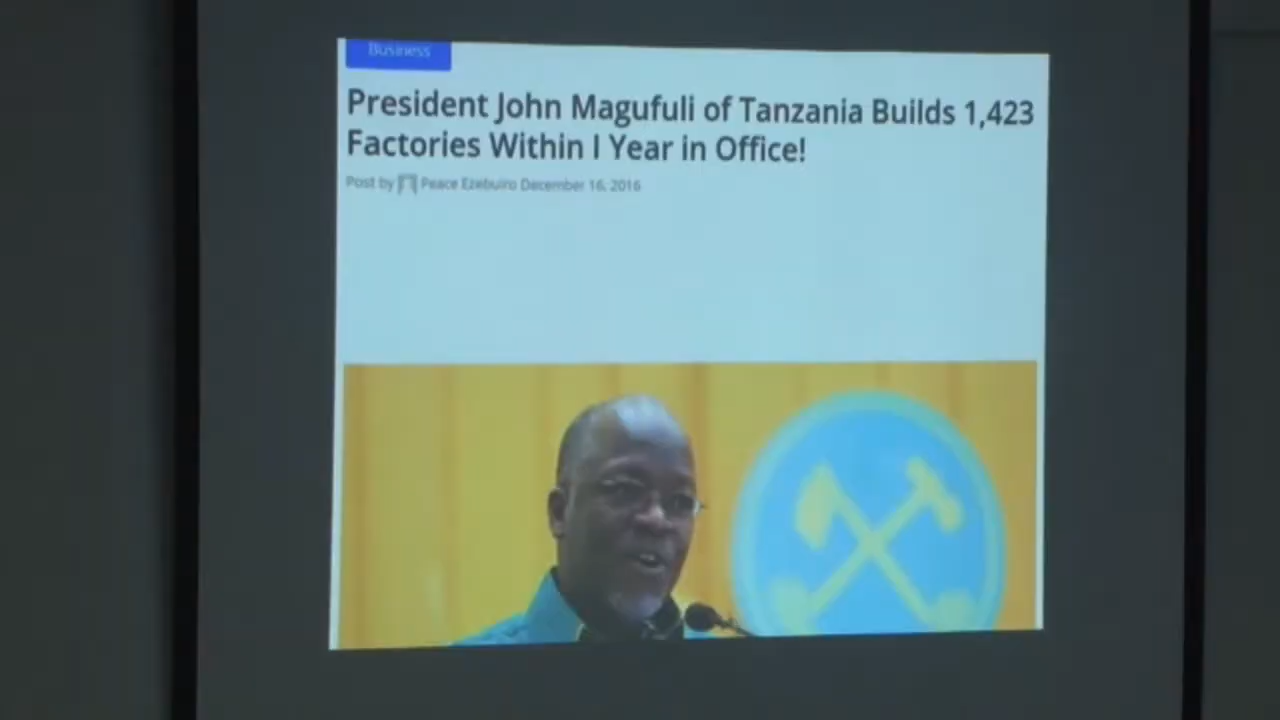 Business
President John Magufuli of Tanzania Builds 1,423
Factories Within I Year in Office!
Post by Peace Ezebuiro December 16, 2016